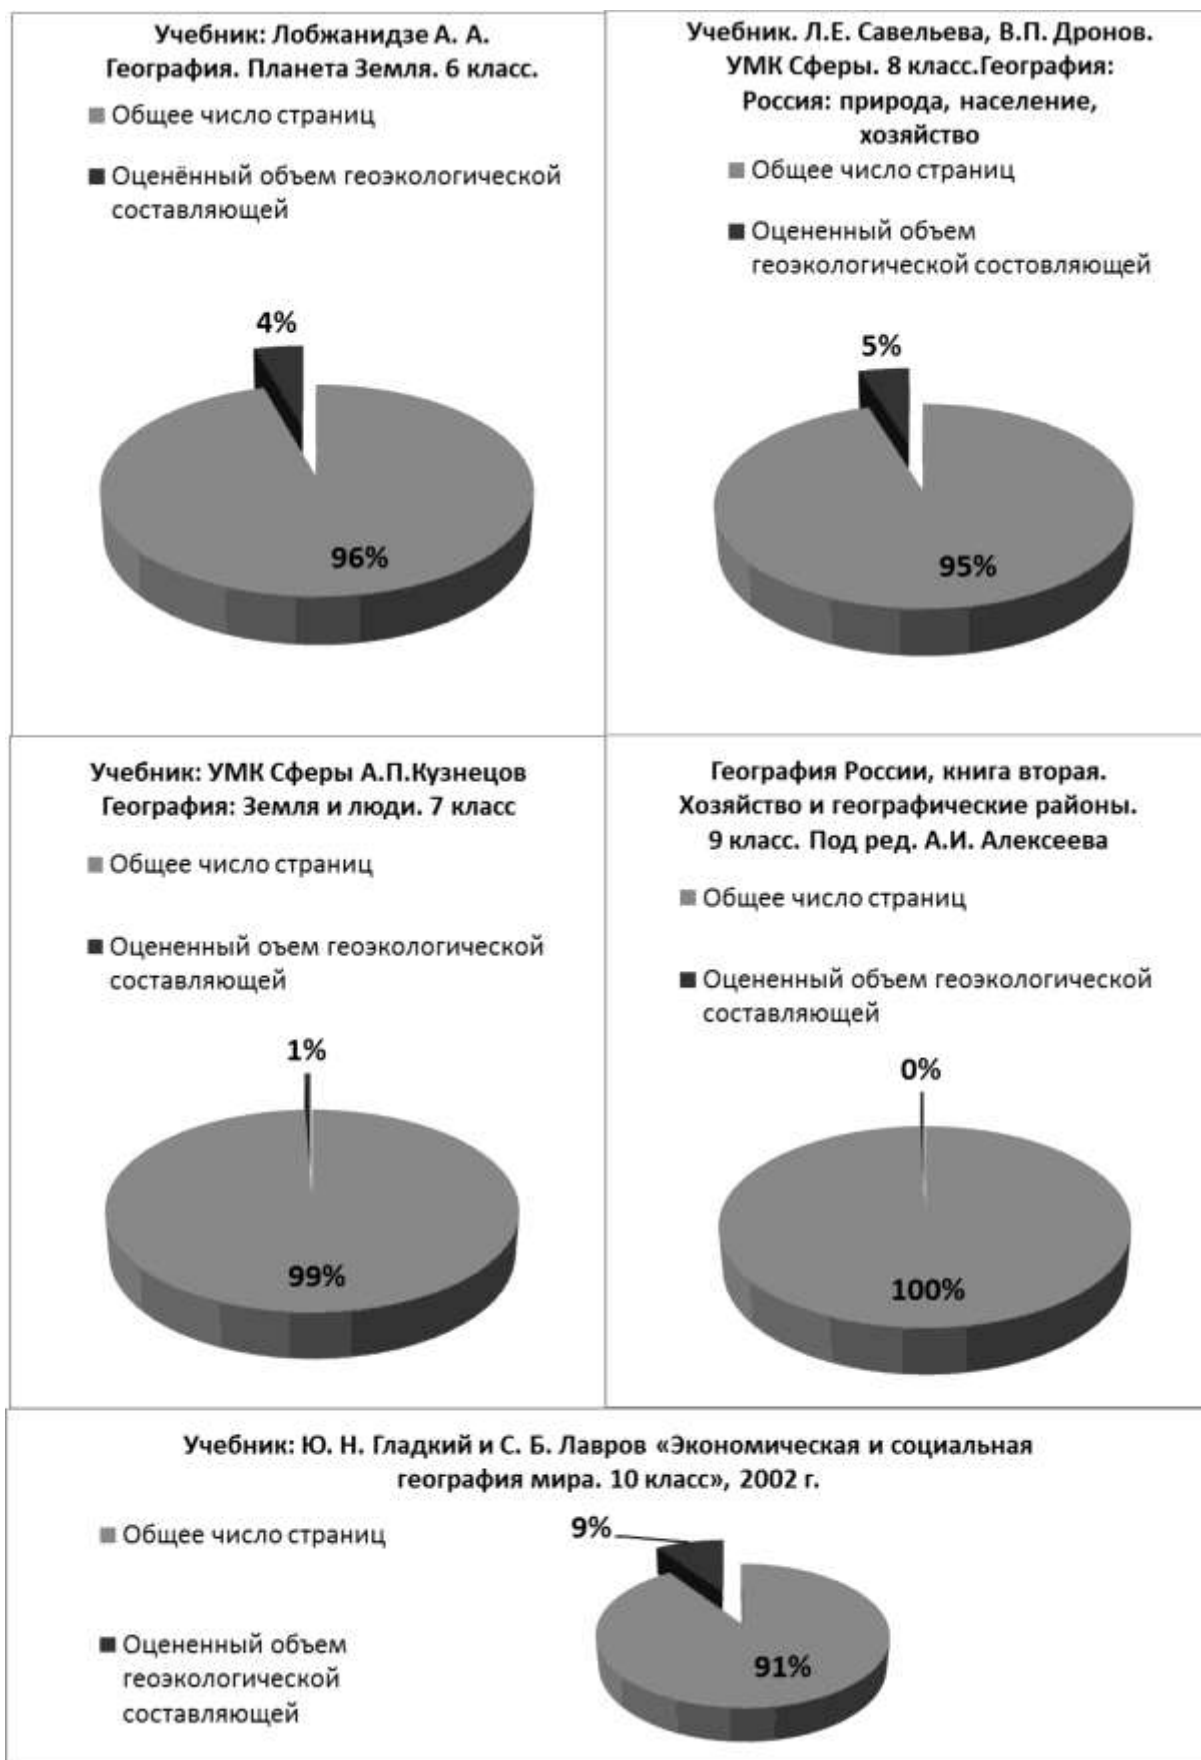 Учебник: Лобжанидзе А. А.
География. Планета Земля. 6 класс.
Общее число страниц
Оценённый объем геоэкологической
составляющей
4%
96%
Учебник. Л.Е. Савельева, В.П. Дронов.
УМК Сферы. 8 класс.География:
Россия: природа, население,
хозяйство
Общее число страниц
Оцененный объем
геоэкологической состовляющей
5%
95%
Учебник: УМК Сферы А.П.Кузнецов
География: Земля и люди. 7 класс
Общее число страниц
Оцененный оъем геоэкологической
составляющей
1%
99%
География России, книга вторая.
Хозяйство и географические районы.
9 класс. Под ред. А.И. Алексеева
Общее число страниц
Оцененный объем геоэкологической
составляющей
0%
100%
Учебник: Ю. Н. Гладкий и С. Б. Лавров «Экономическая и социальная
география мира. 10 класс», 2002 г.
Общее число страниц
Оцененный объем
геоэкологической
составляющей
9%
91%